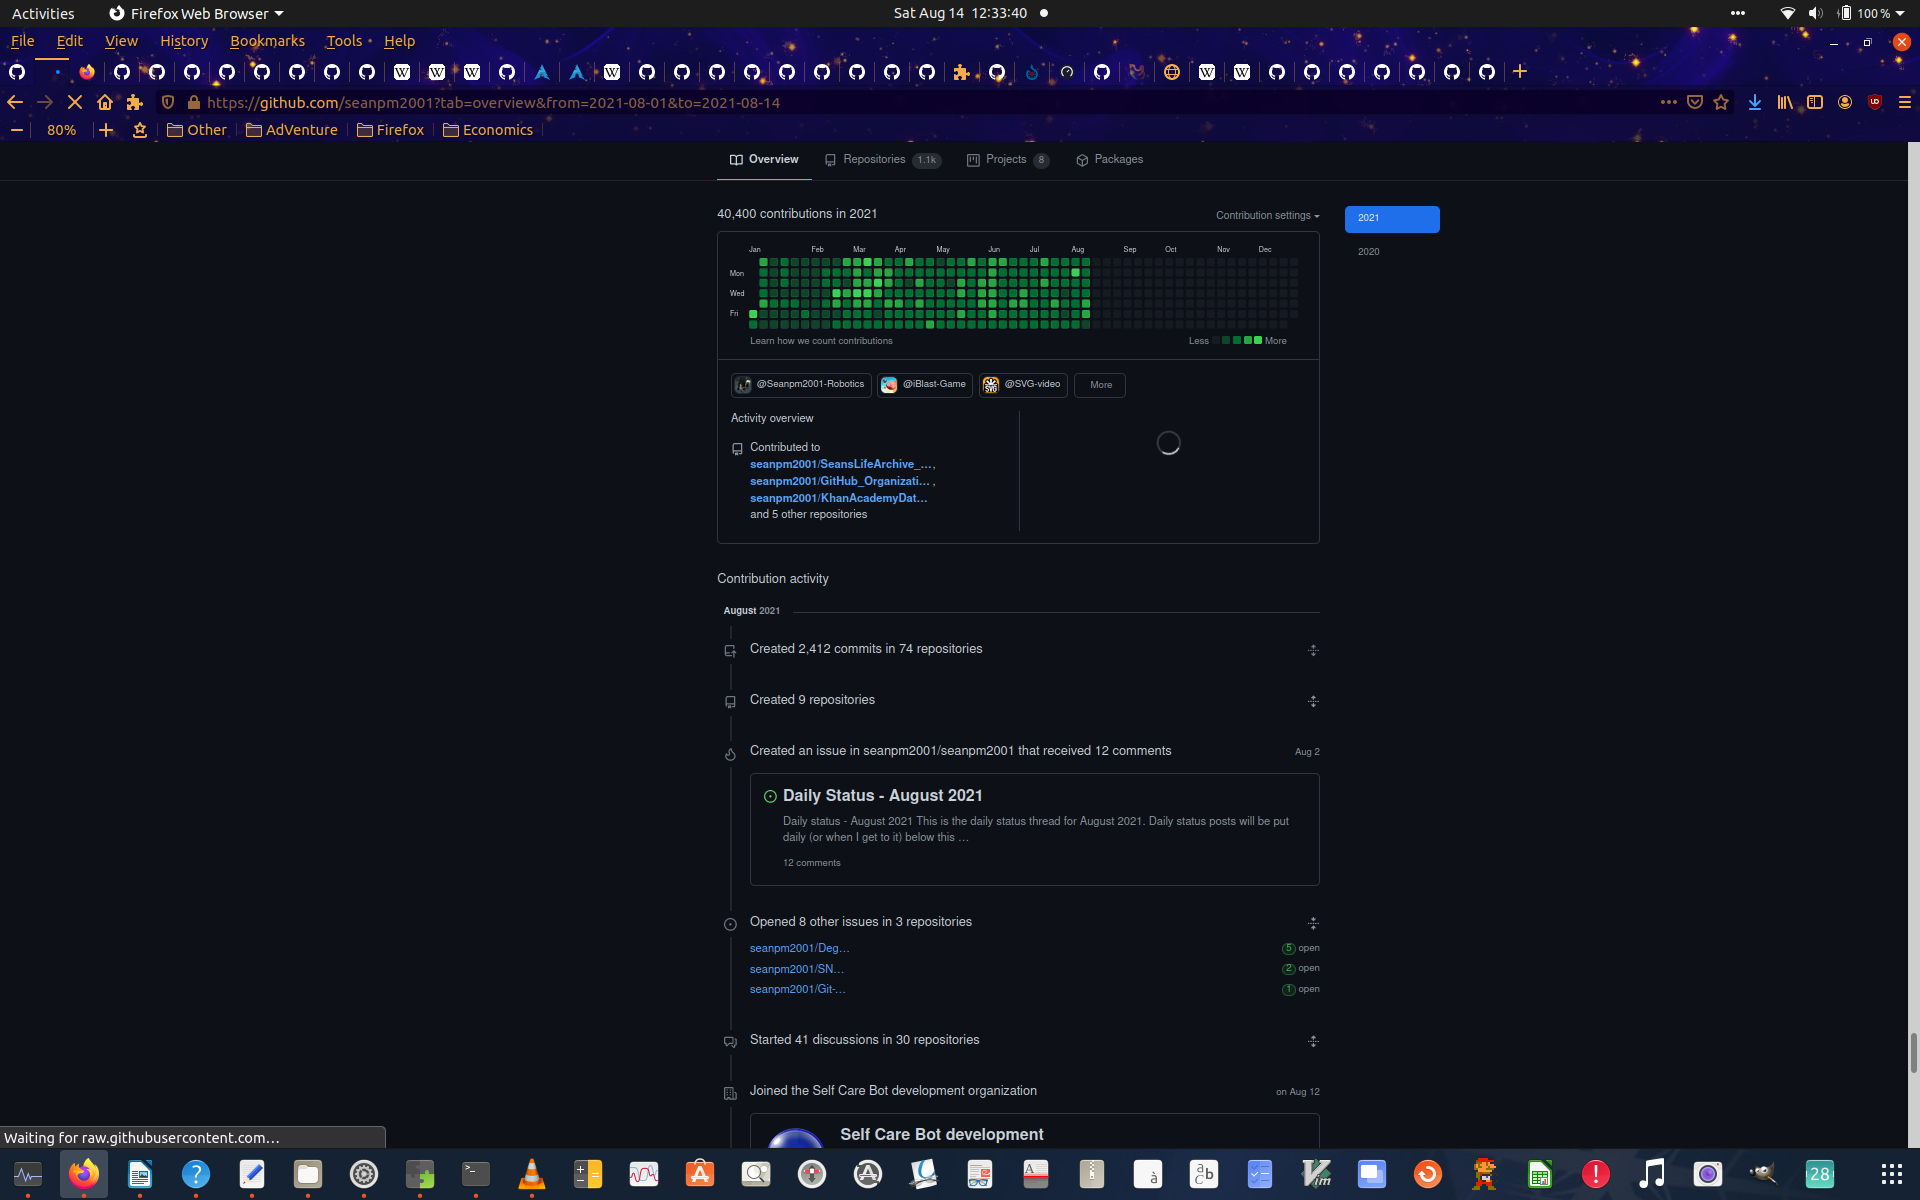 Activities Firefox Web Browser Sat Aug 14 12:33:40 100 %
File Edit View History Bookmarks Tools Help
https://github.com/seanpm2001?tab=overview&from=2021-08-01&to=2021-08-14
80% Other AdVenture Firefox Economics
Overview Repositories 1.1k Projects 8 Packages
40,400 contributions in 2021 Contribution settings 2021
2020
Jan Feb Mar Apr May Jun Jul Aug Sep Oct Nov Dec
Mon
Wed
Fri
Learn how we count contributions Less More
@Seanpm2001-Robotics @iBlast-Game @SVG-video More
Activity overview
Contributed to
seanpm2001/SeansLifeArchive_…,
seanpm2001/GitHub_Organizati… ,
seanpm2001/KhanAcademyDat…
and 5 other repositories
Contribution activity
August 2021
Created 2,412 commits in 74 repositories
Created 9 repositories
Created an issue in seanpm2001/seanpm2001 that received 12 comments Aug 2
Daily Status - August 2021
Daily status - August 2021 This is the daily status thread for August 2021. Daily status posts will be put
daily (or when I get to it) below this …
12 comments
Opened 8 other issues in 3 repositories
seanpm2001/Deg… 5 open
seanpm2001/SN… 2 open
seanpm2001/Git-… 1 open
Started 41 discussions in 30 repositories
Joined the Self Care Bot development organization on Aug 12
Self Care Bot development
Waiting for raw.githubusercontent.com…
28